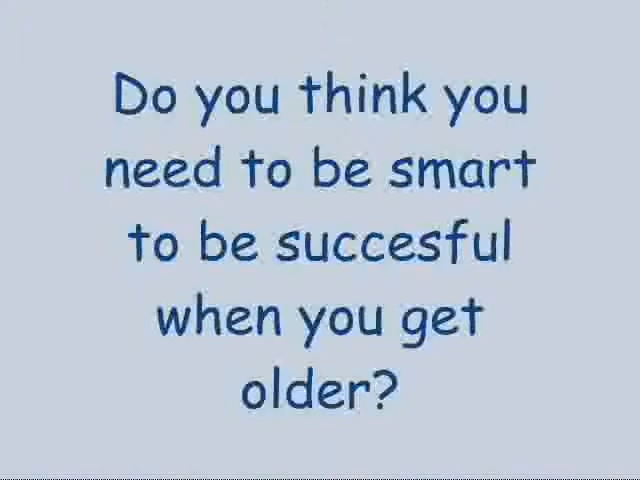 Do you think you
need to be smart
to be succesful
when you get
older?